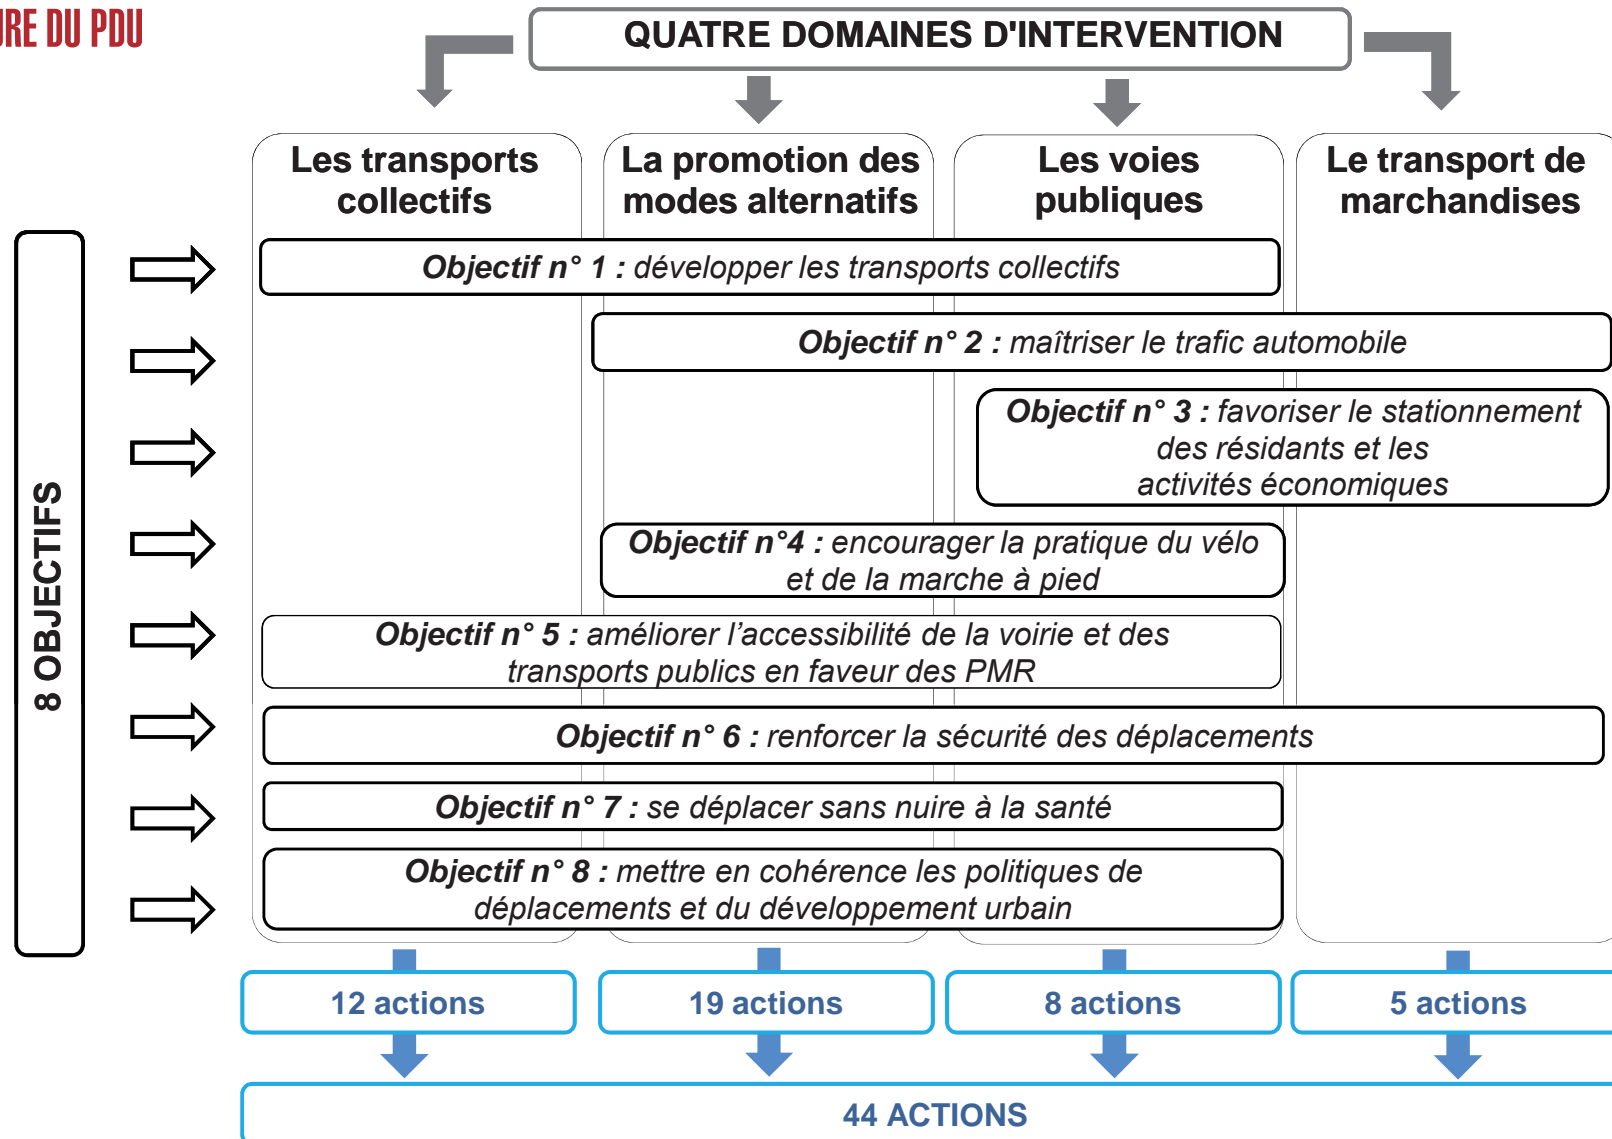 URE DU PDU
QUATRE DOMAINES D'INTERVENTION
Les transports
collectifs
La promotion des
modes alternatifs
Les voies
publiques
Le transport de
marchandises
8 OBJECTIFS
Objectif n° 1 : développer les transports collectifs
Objectif n° 2 : maîtriser le trafic automobile
Objectif n° 3 : favoriser le stationnement
des résidants et les
activités économiques
Objectif n°4 : encourager la pratique du vélo
et de la marche à pied
Objectif n° 5 : améliorer l’accessibilité de la voirie et des
transports publics en faveur des PMR
Objectif n° 6 : renforcer la sécurité des déplacements
Objectif n° 7 : se déplacer sans nuire à la santé
Objectif n° 8 : mettre en cohérence les politiques de
déplacements et du développement urbain
12 actions
19 actions
8 actions
5 actions
44 ACTIONS